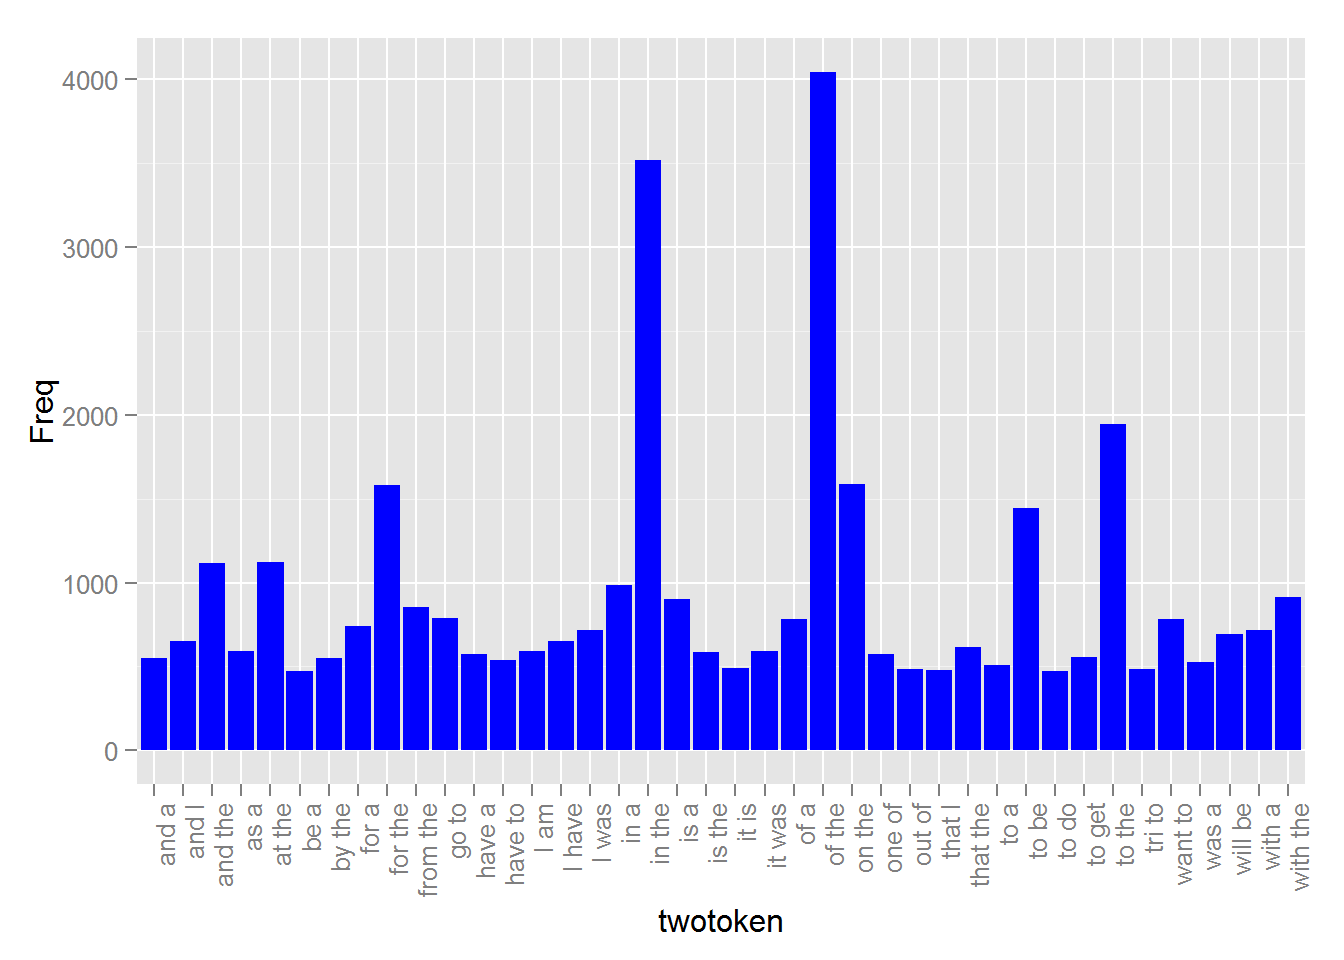 4000
3000
2000
1000
0
Freq
and a
and I
and the
as a
at the
be a
by the
for a
for the
from the
go to
have a
have to
I am
I have
I was
in a
in the
is a
is the
it is
it was
of a
of the
on the
one of
out of
that I
that the
to a
to be
to do
to get
to the
tri to
want to
was a
will be
with a
with the
twotoken